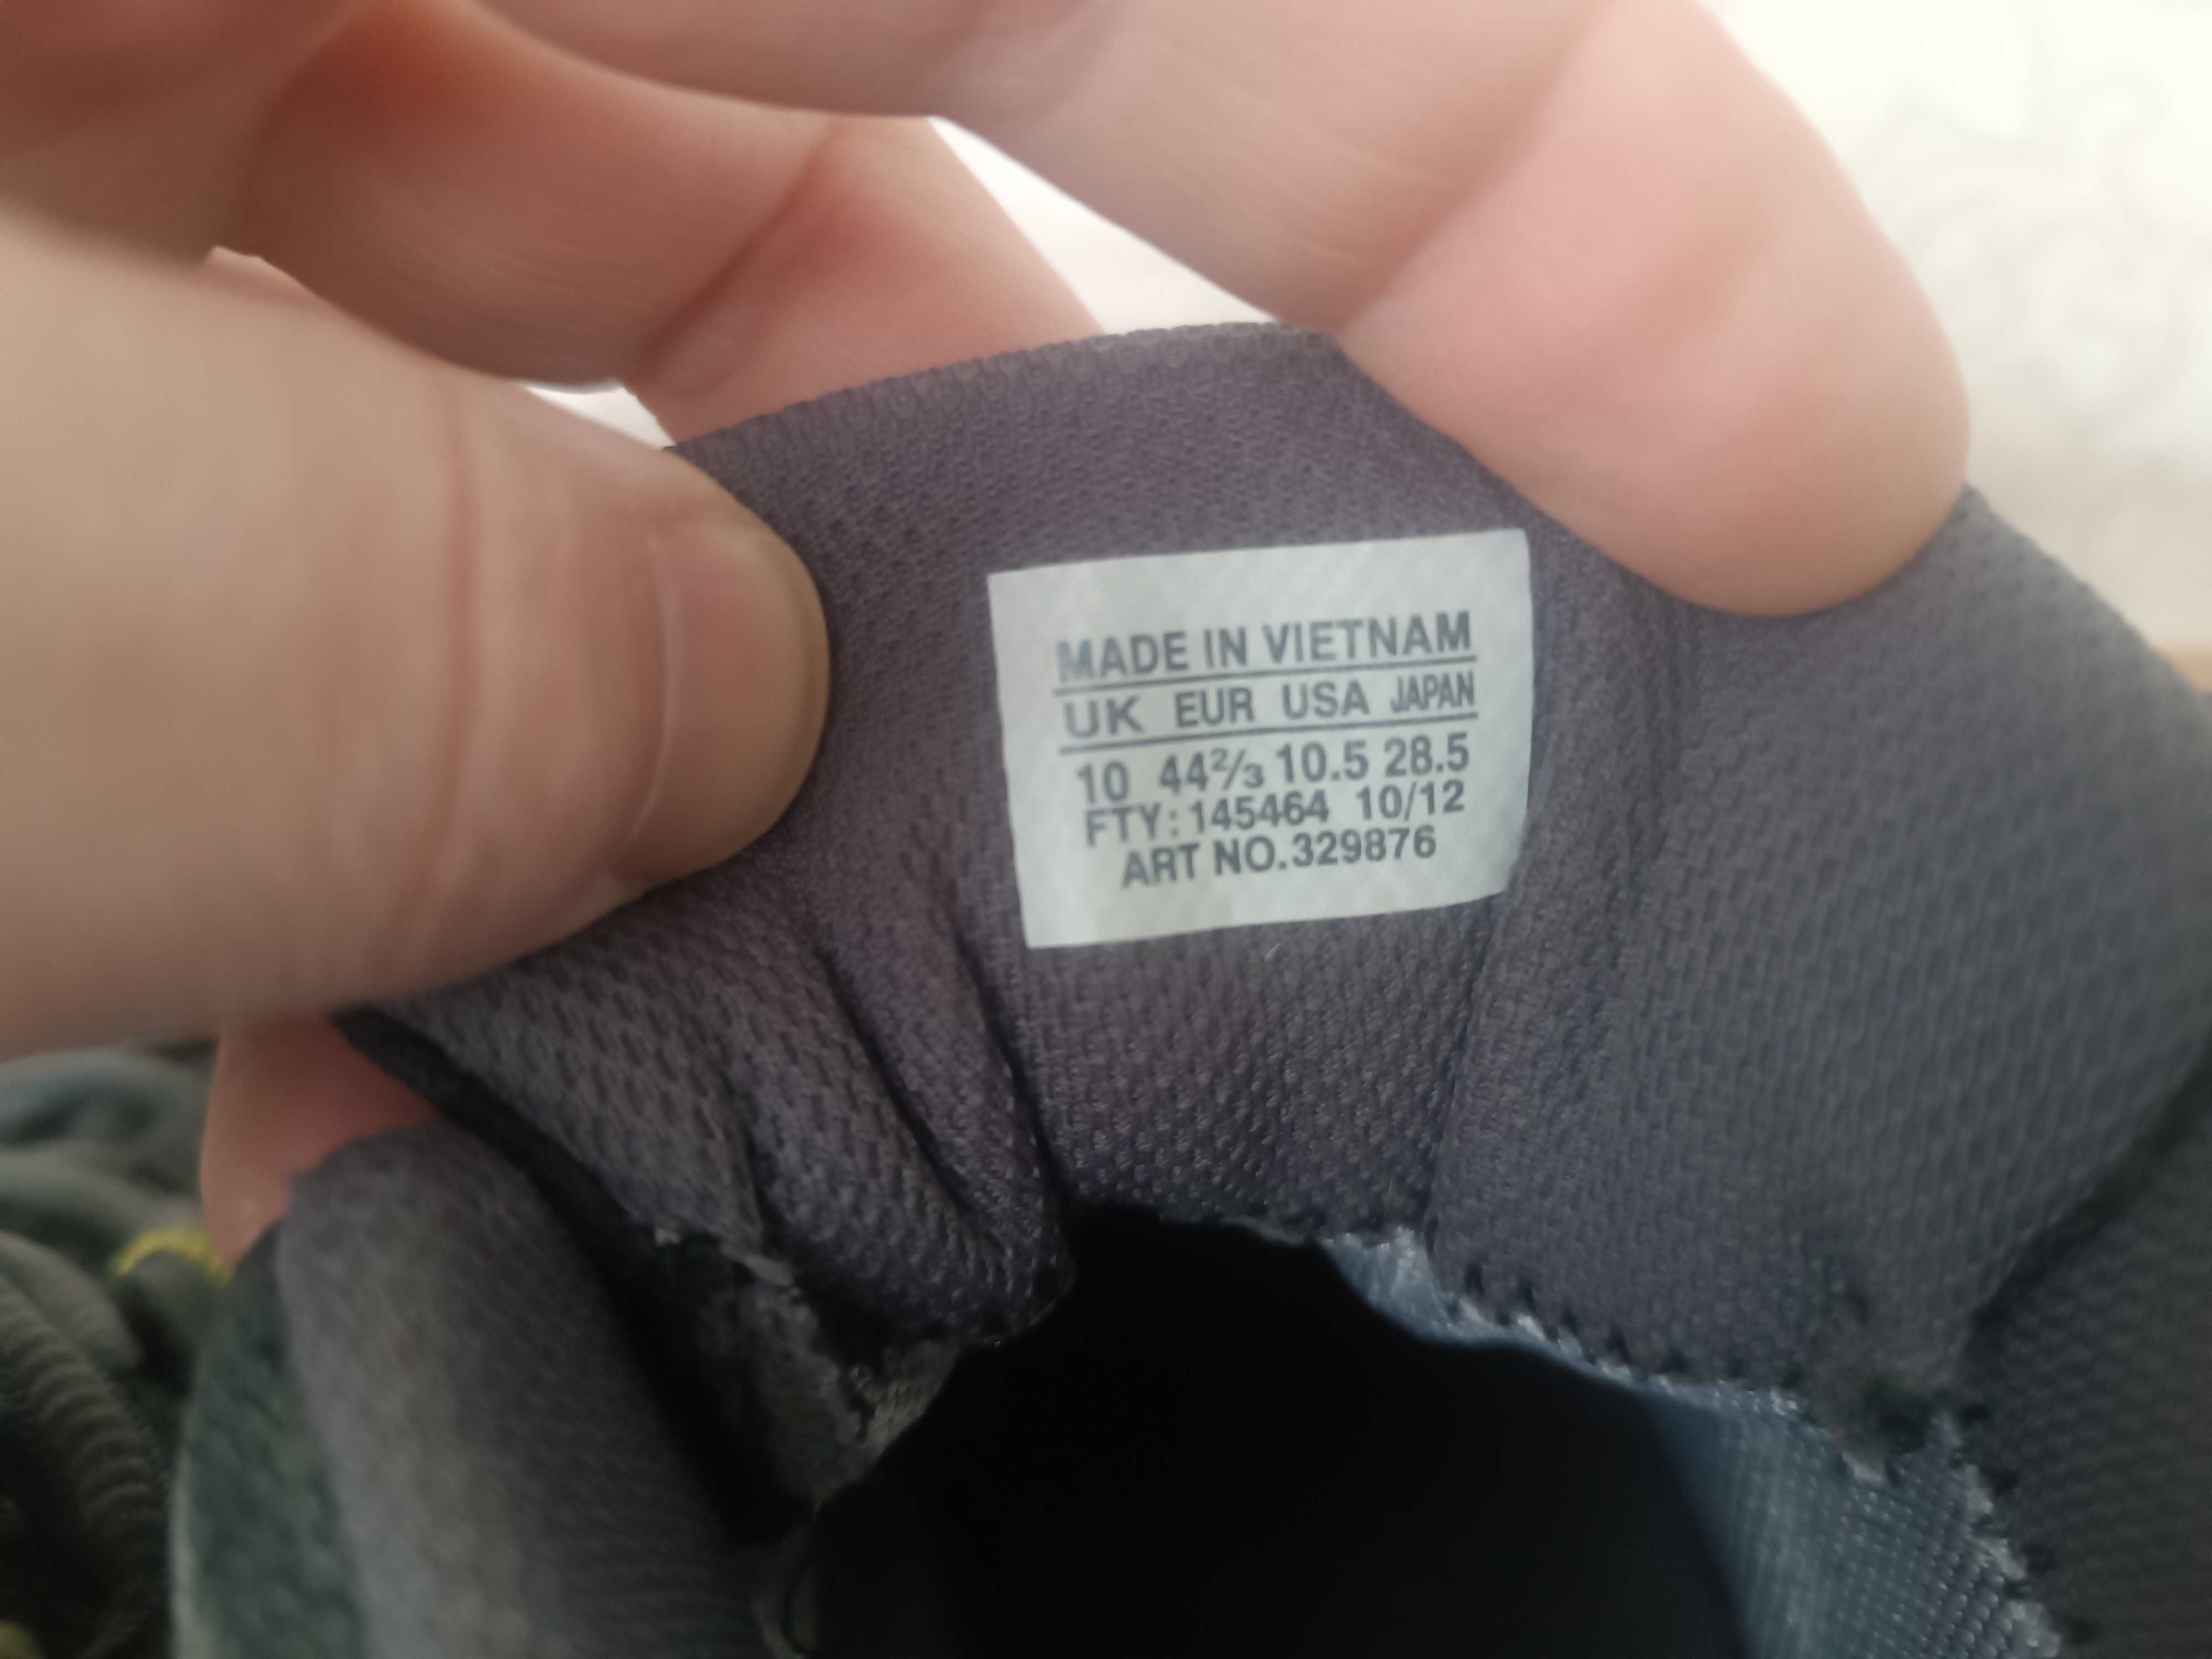 MADE IN VIETNAM
UK EUR USA JAPAN
10 44⅔ 10.5 28.5
FTY: 145464 10/12
ART NO. 329876